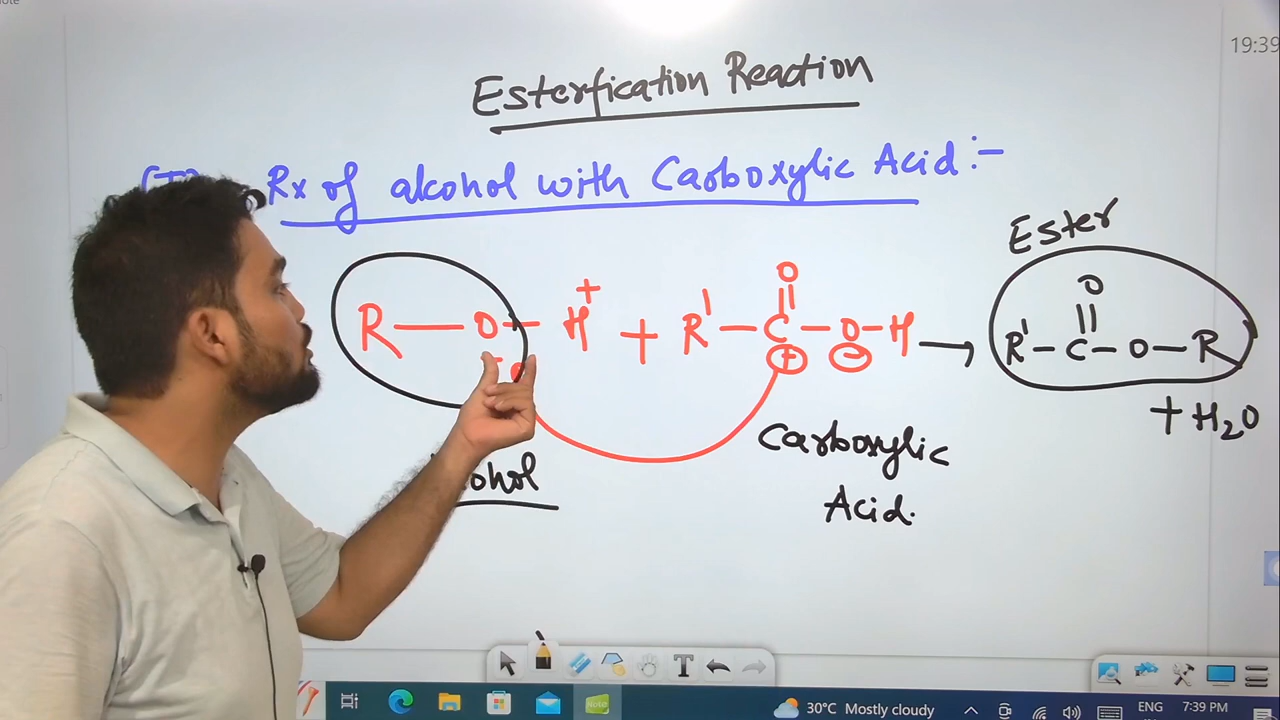 19:39
Esterfication Reaction
Rx of alcohol with Carboxylic Acid:-
Ester
R—O-H⁺ + R'-C-O-H → R'-C-O-R
O
O
+ H₂O
Carboxylic
Acid.
30°C Mostly cloudy
ENG
7:39 PM